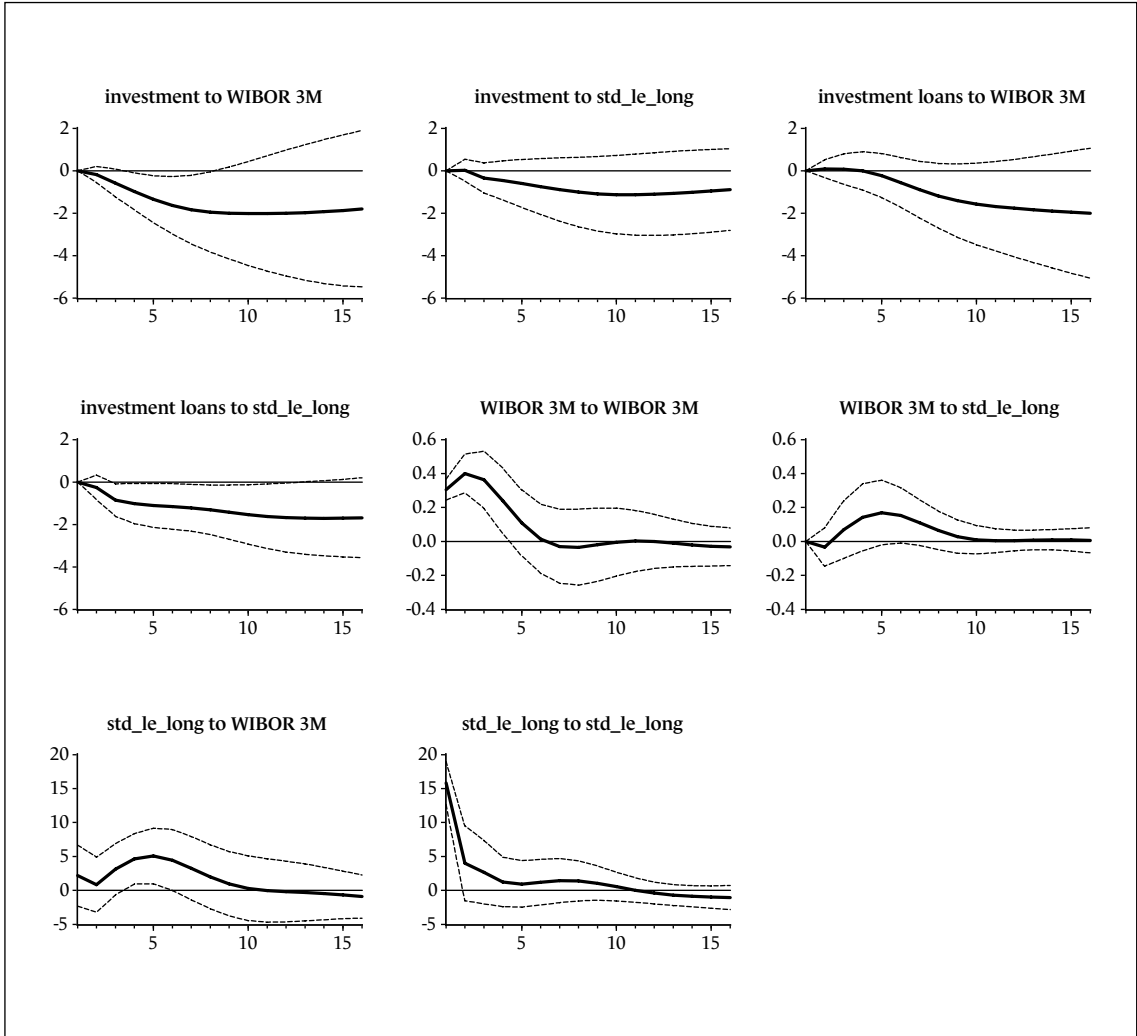 investment to WIBOR 3M
2
0
-2
-4
-6
5 10 15
investment to std_le_long
2
0
-2
-4
-6
5 10 15
investment loans to WIBOR 3M
2
0
-2
-4
-6
5 10 15
investment loans to std_le_long
2
0
-2
-4
-6
5 10 15
WIBOR 3M to WIBOR 3M
0.6
0.4
0.2
0.0
-0.2
-0.4
5 10 15
WIBOR 3M to std_le_long
0.6
0.4
0.2
0.0
-0.2
-0.4
5 10 15
std_le_long to WIBOR 3M
20
15
10
5
0
-5
5 10 15
std_le_long to std_le_long
20
15
10
5
0
-5
5 10 15